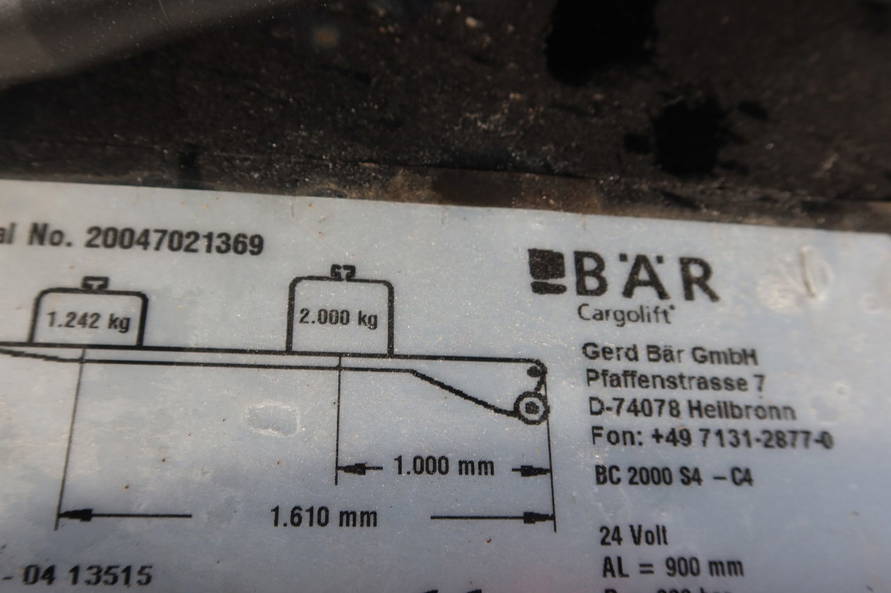 No. 20047021369
BÄR
Cargolift
1.242 kg
2.000 kg
Gerd Bär GmbH
Pfaffenstrasse 7
D-74078 Heilbronn
Fon: +49 7131-2877-0
1.000 mm
BC 2000 S4 - C4
1.610 mm
24 Volt
AL = 900 mm
- 04 13515